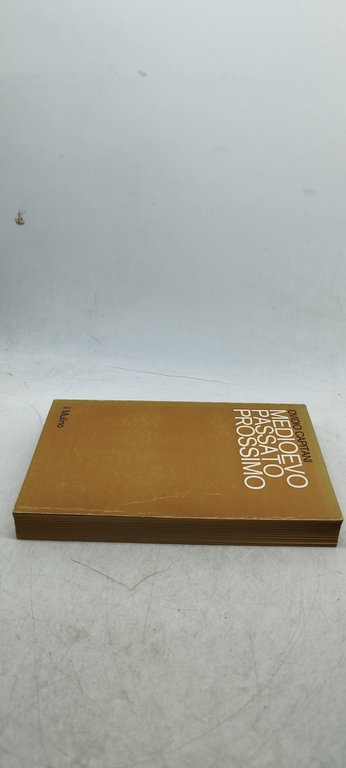 OVIDIO CAPITANI
MEDIOEVO
PASSATO
PROSSIMO
il Mulino